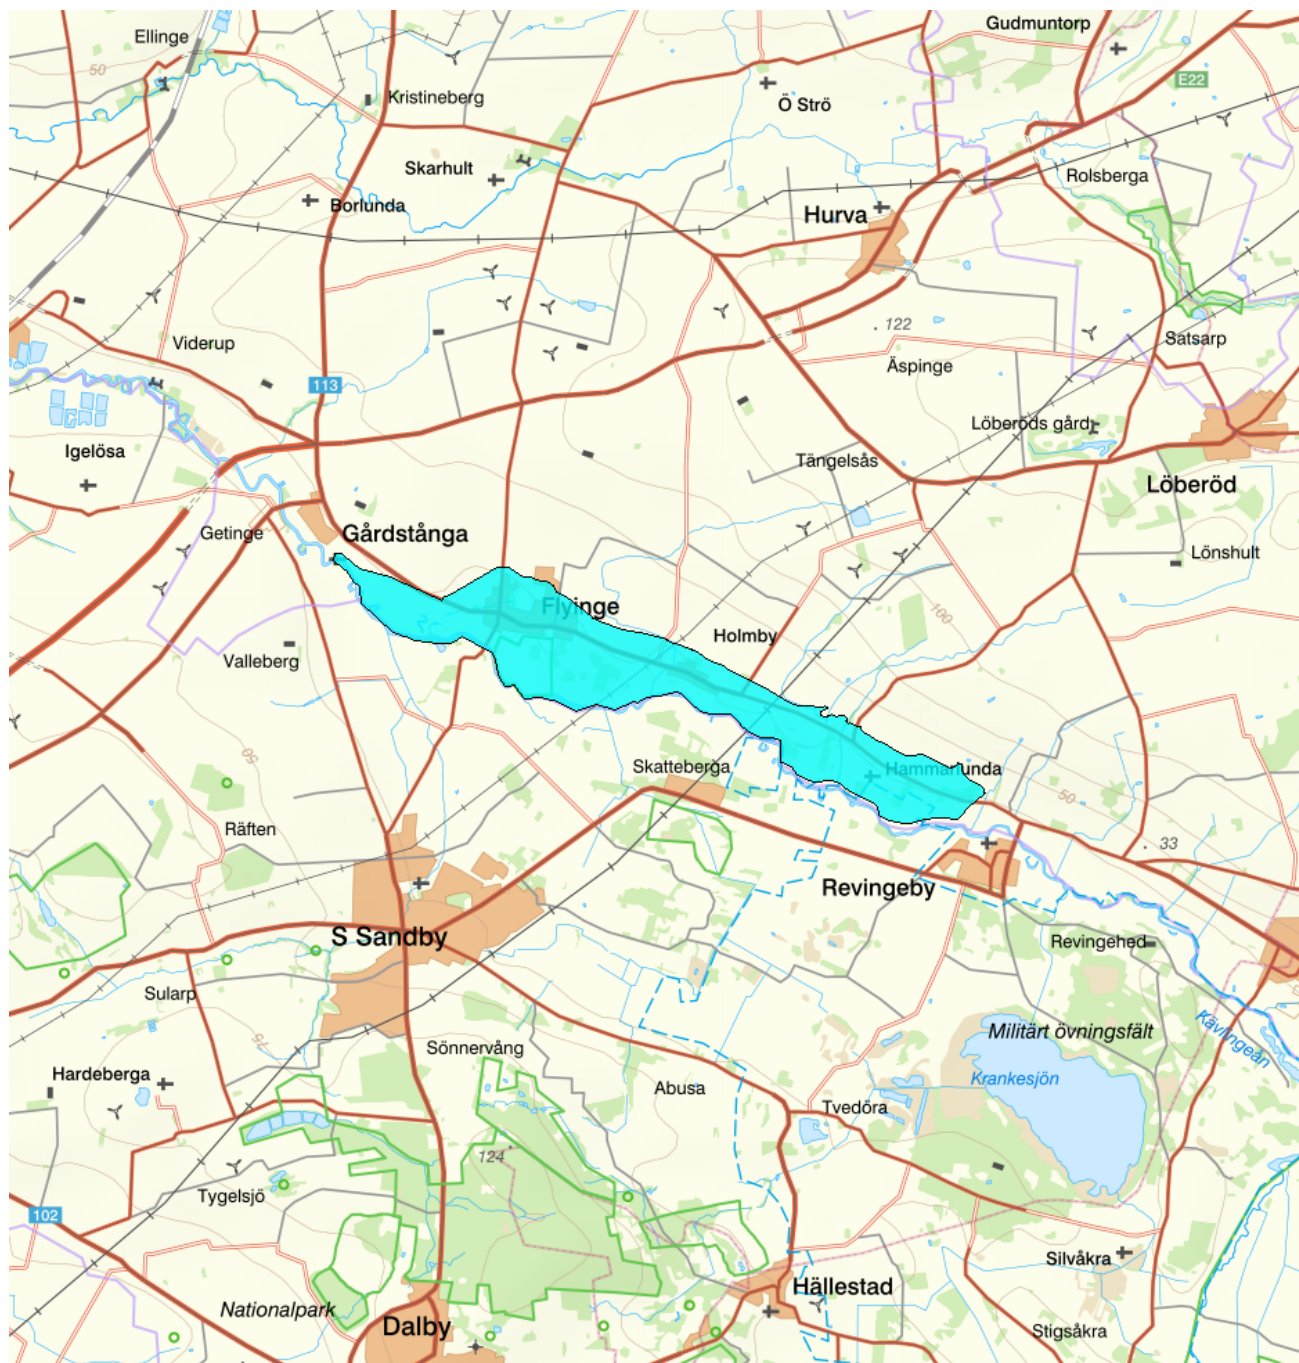 Gudmuntorp
Ellinge
50
E22
Kristineberg
Ö Strö
Skarhult
Rolsberga
Borlunda
Hurva
122
Viderup
Satsarp
Äspinge
113
Löberöds gård
Igelösa
Tängelsås
Löberöd
Getinge
Gårdstånga
Lönshult
Flyinge
100
Holmby
Valleberg
50
Skatteberga
Hammarlunda
50
Räften
33
Revingeby
S Sandby
Revingehed
Sularp
75
Kävlingeån
Militärt övningsfält
Sönnervång
Hardeberga
Abusa
Krankesjön
Tvedöra
124
Tygelsjö
102
Silvåkra
Hällestad
Nationalpark
Dalby
Stigsåkra